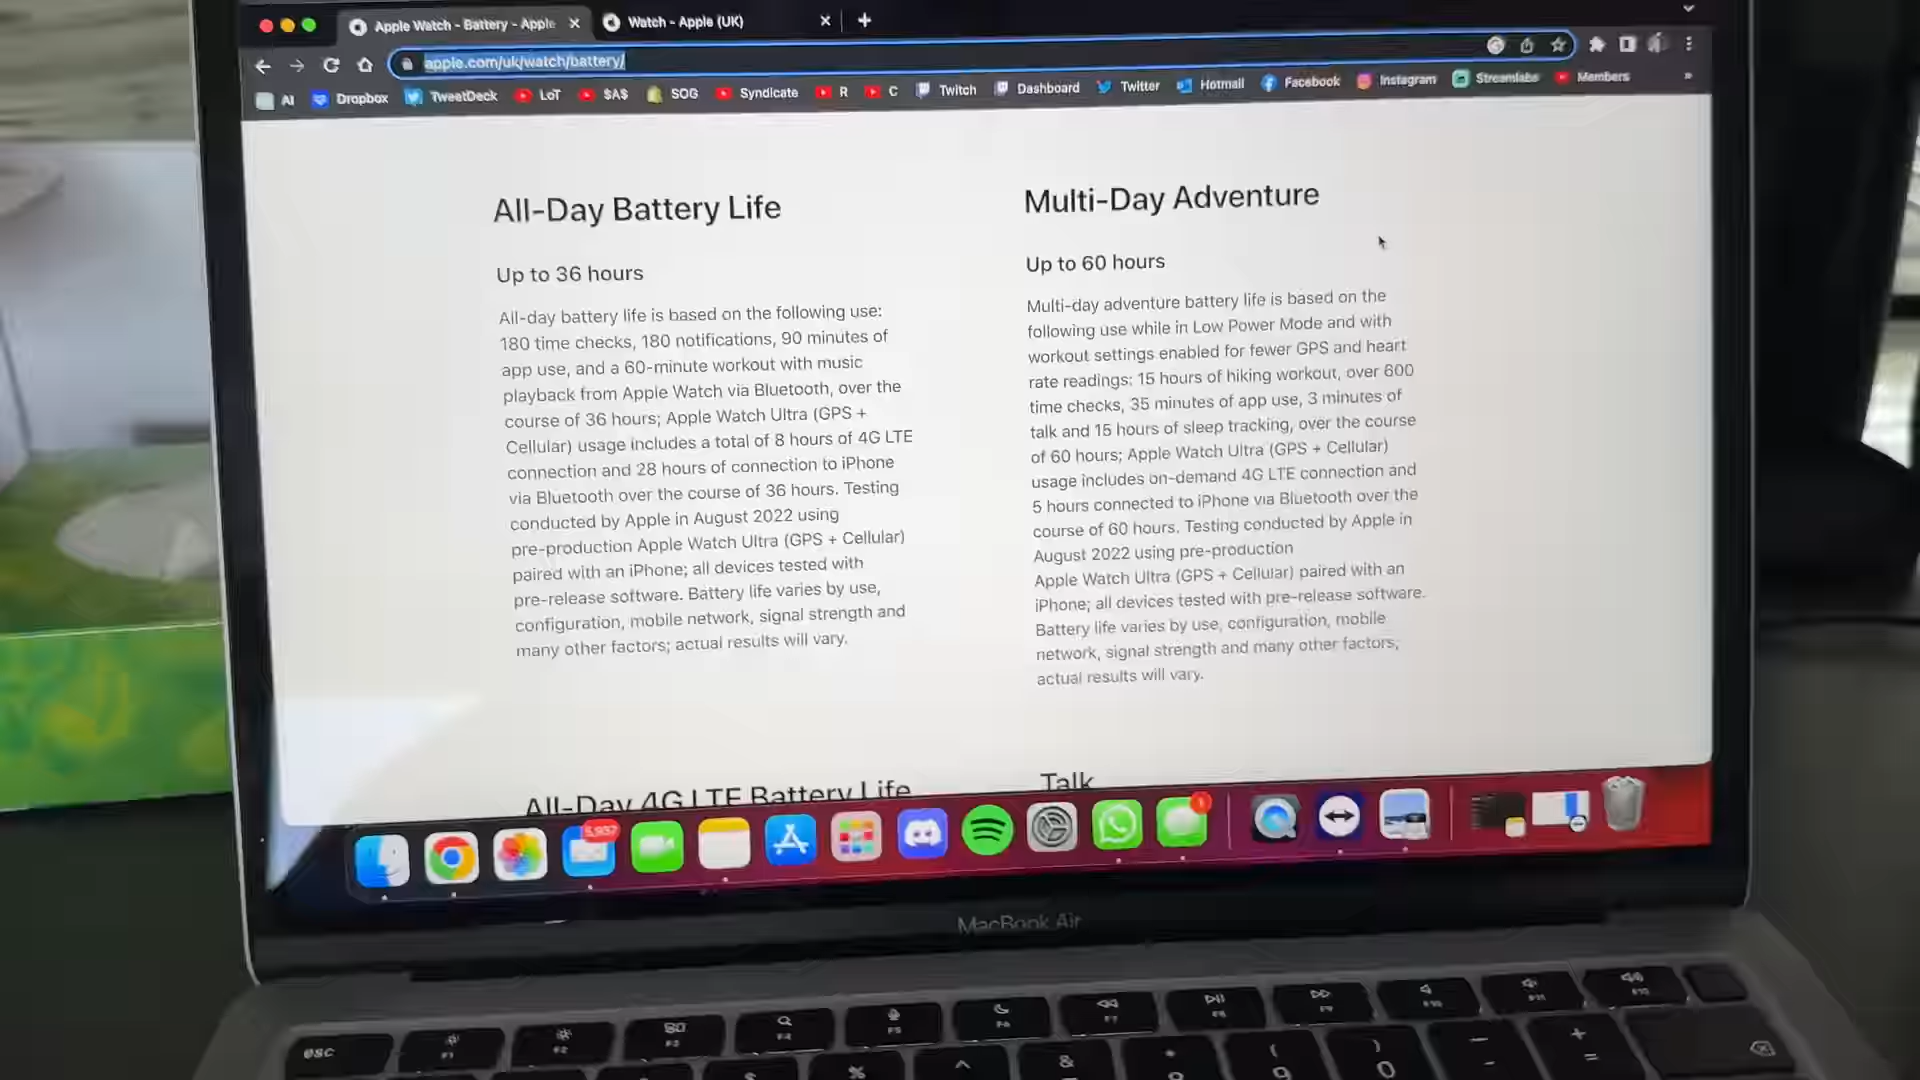 Apple Watch - Battery - Apple
Watch - Apple (UK)
apple.com/uk/watch/battery/
AI
Dropbox
TweetDeck
LoT
$A$
SOG
Syndicate
R
C
Twitch
Dashboard
Twitter
Hotmail
Facebook
Instagram
Streamlabs
Members
All-Day Battery Life
Up to 36 hours
All-day battery life is based on the following use:
180 time checks, 180 notifications, 90 minutes of
app use, and a 60-minute workout with music
playback from Apple Watch via Bluetooth, over the
course of 36 hours; Apple Watch Ultra (GPS +
Cellular) usage includes a total of 8 hours of 4G LTE
connection and 28 hours of connection to iPhone
via Bluetooth over the course of 36 hours. Testing
conducted by Apple in August 2022 using
pre-production Apple Watch Ultra (GPS + Cellular)
paired with an iPhone; all devices tested with
pre-release software. Battery life varies by use,
configuration, mobile network, signal strength and
many other factors; actual results will vary.
Multi-Day Adventure
Up to 60 hours
Multi-day adventure battery life is based on the
following use while in Low Power Mode and with
workout settings enabled for fewer GPS and heart
rate readings: 15 hours of hiking workout, over 600
time checks, 35 minutes of app use, 3 minutes of
talk and 15 hours of sleep tracking, over the course
of 60 hours; Apple Watch Ultra (GPS + Cellular)
usage includes on-demand 4G LTE connection and
5 hours connected to iPhone via Bluetooth over the
course of 60 hours. Testing conducted by Apple in
August 2022 using pre-production
Apple Watch Ultra (GPS + Cellular) paired with an
iPhone; all devices tested with pre-release software.
Battery life varies by use, configuration, mobile
network, signal strength and many other factors;
actual results will vary.
All-Day 4G LTE Battery Life
Talk
5,937
1
MacBook Air
esc
F1
F2
F3
F4
F5
F6
F7
F8
F9
F10
F11
F12